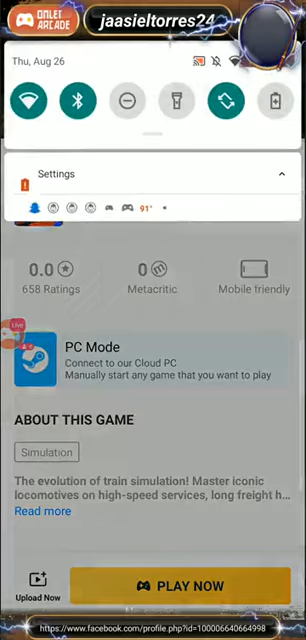 OMLET
ARCADE
jaasieltorres24
Thu, Aug 26
Settings
91°
0.0
658 Ratings
0
Metacritic
Mobile friendly
Live
PC Mode
Connect to our Cloud PC
Manually start any game that you want to play
ABOUT THIS GAME
Simulation
The evolution of train simulation! Master iconic
locomotives on high-speed services, long freight h...
Read more
Upload Now
PLAY NOW
https://www.facebook.com/profile.php?id=100006640664998